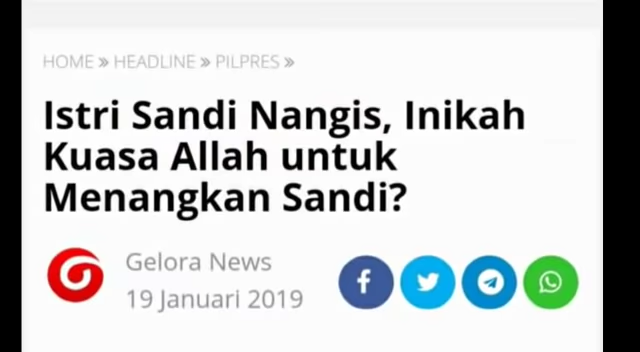 HOME » HEADLINE » PILPRES »
Istri Sandi Nangis, Inikah
Kuasa Allah untuk
Menangkan Sandi?
Gelora News
19 Januari 2019